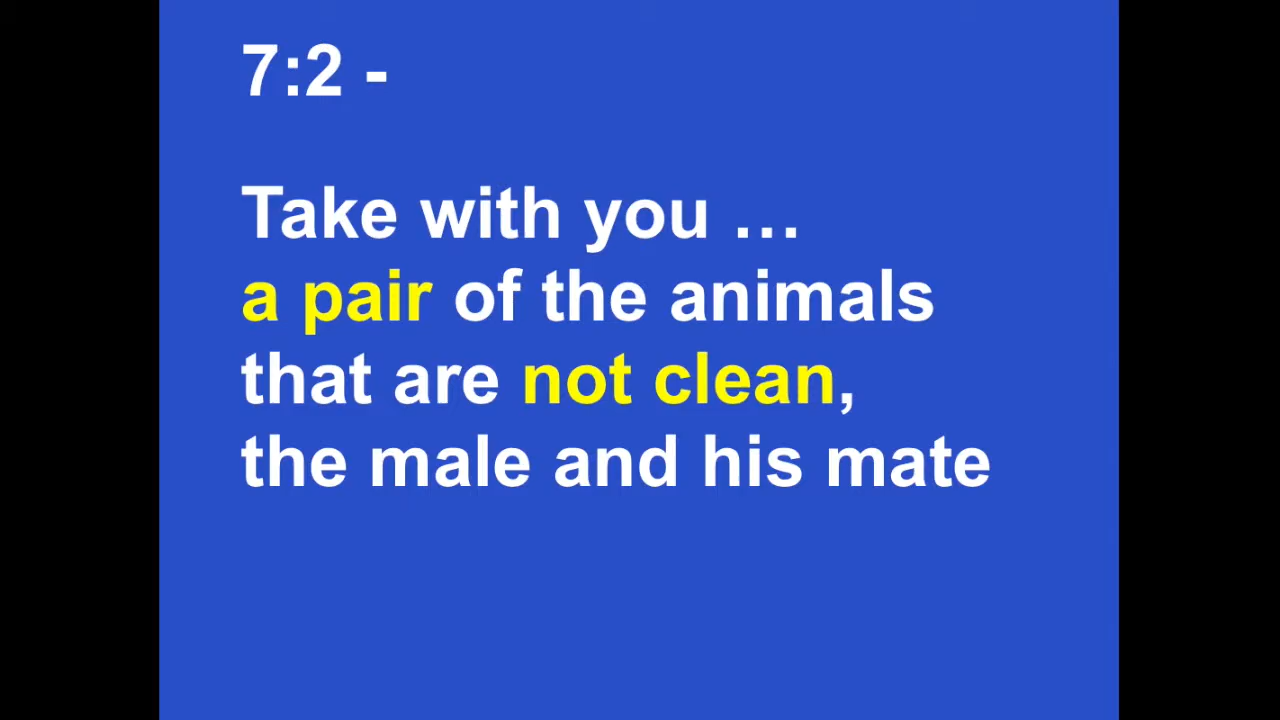 7:2 -
Take with you …
a pair of the animals
that are not clean,
the male and his mate